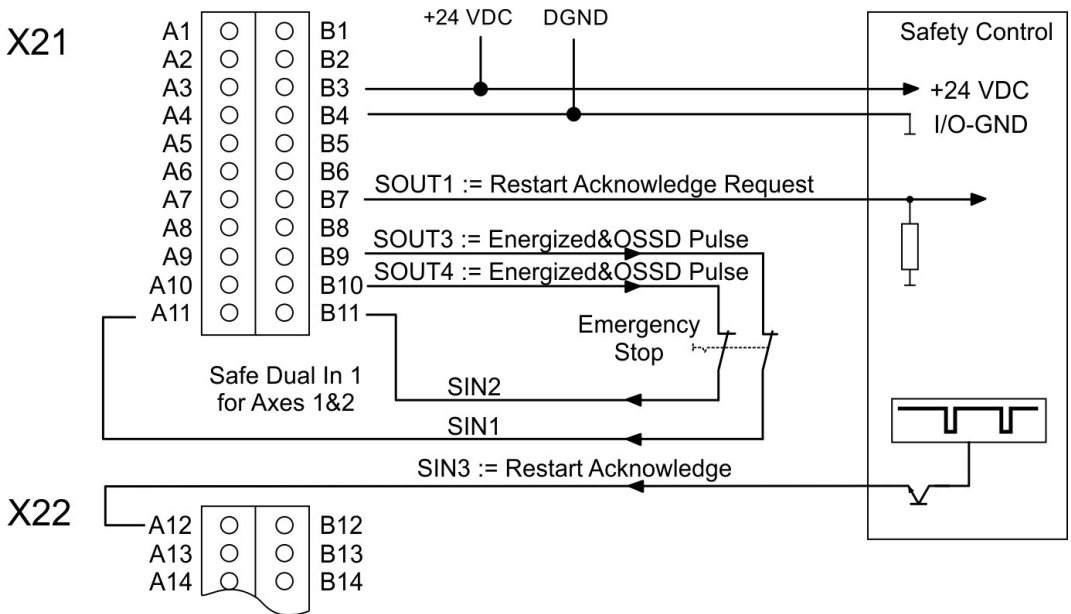 +24 VDC DGND
X21
A1 B1
A2 B2
A3 B3
A4 B4
A5 B5
A6 B6
A7 B7
A8 B8
A9 B9
A10 B10
A11 B11
Safety Control
+24 VDC
I/O-GND
SOUT1 := Restart Acknowledge Request
SOUT3 := Energized&OSSD Pulse
SOUT4 := Energized&OSSD Pulse
Emergency
Stop
Safe Dual In 1
for Axes 1&2
SIN2
SIN1
SIN3 := Restart Acknowledge
X22
A12 B12
A13 B13
A14 B14